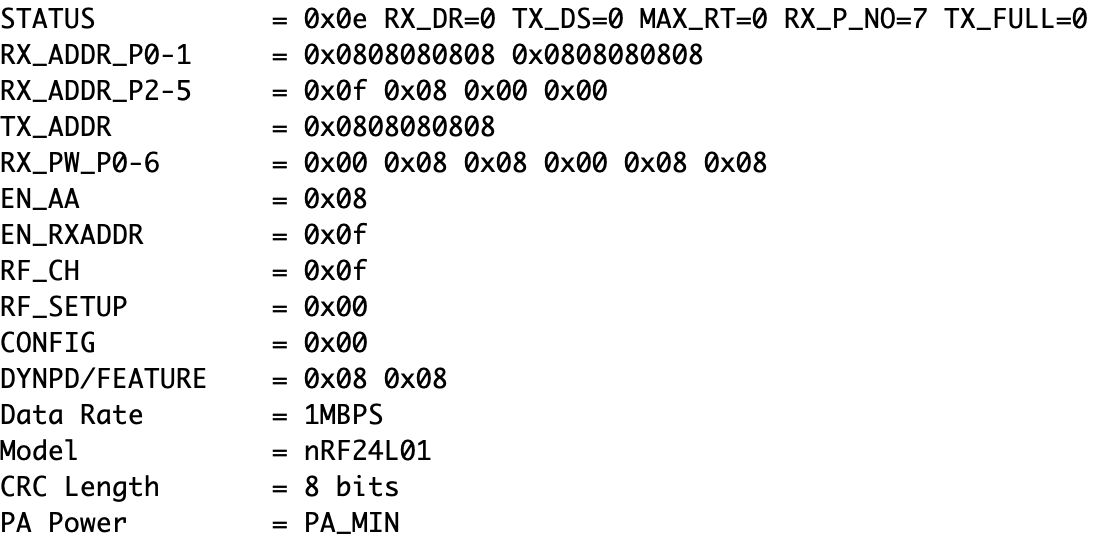 STATUS = 0x0e RX_DR=0 TX_DS=0 MAX_RT=0 RX_P_NO=7 TX_FULL=0
RX_ADDR_P0-1 = 0x0808080808 0x0808080808
RX_ADDR_P2-5 = 0x0f 0x08 0x00 0x00
TX_ADDR = 0x0808080808
RX_PW_P0-6 = 0x00 0x08 0x08 0x00 0x08 0x08
EN_AA = 0x08
EN_RXADDR = 0x0f
RF_CH = 0x0f
RF_SETUP = 0x00
CONFIG = 0x00
DYNPD/FEATURE = 0x08 0x08
Data Rate = 1MBPS
Model = nRF24L01
CRC Length = 8 bits
PA Power = PA_MIN